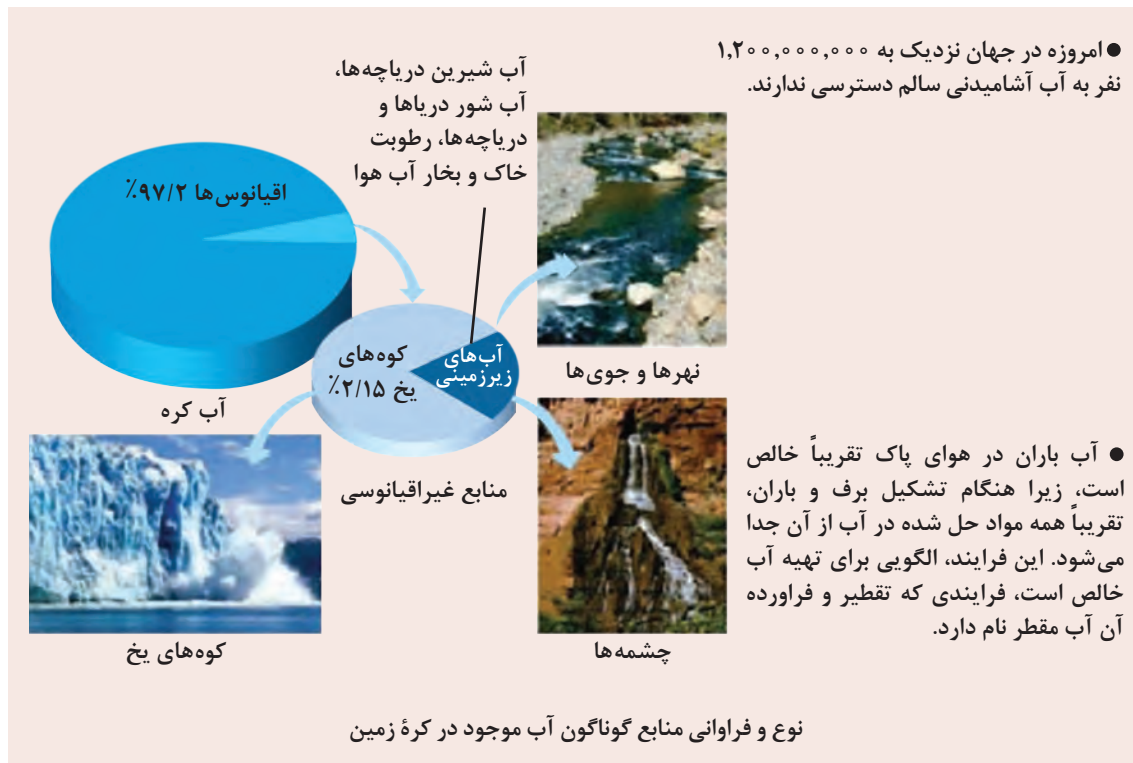 ● امروزه در جهان نزدیک به ۱,۲۰۰,۰۰۰,۰۰۰
نفر به آب آشامیدنی سالم دسترسی ندارند.
آب شیرین دریاچه‌ها،
آب شور دریاها و
دریاچه‌ها، رطوبت
خاک و بخار آب هوا
اقیانوس‌ها ۹۷/۲٪
آب کره
کوه‌های
یخ ۲/۱۵٪
آب‌های
زیرزمینی
منابع غیراقیانوسی
نهرها و جوی‌ها
● آب باران در هوای پاک تقریباً خالص
است، زیرا هنگام تشکیل برف و باران،
تقریباً همه مواد حل شده در آب از آن جدا
می‌شود. این فرایند، الگویی برای تهیه آب
خالص است، فرایندی که تقطیر و فراورده
آن آب مقطر نام دارد.
چشمه‌ها
کوه‌های یخ
نوع و فراوانی منابع گوناگون آب موجود در کرهٔ زمین